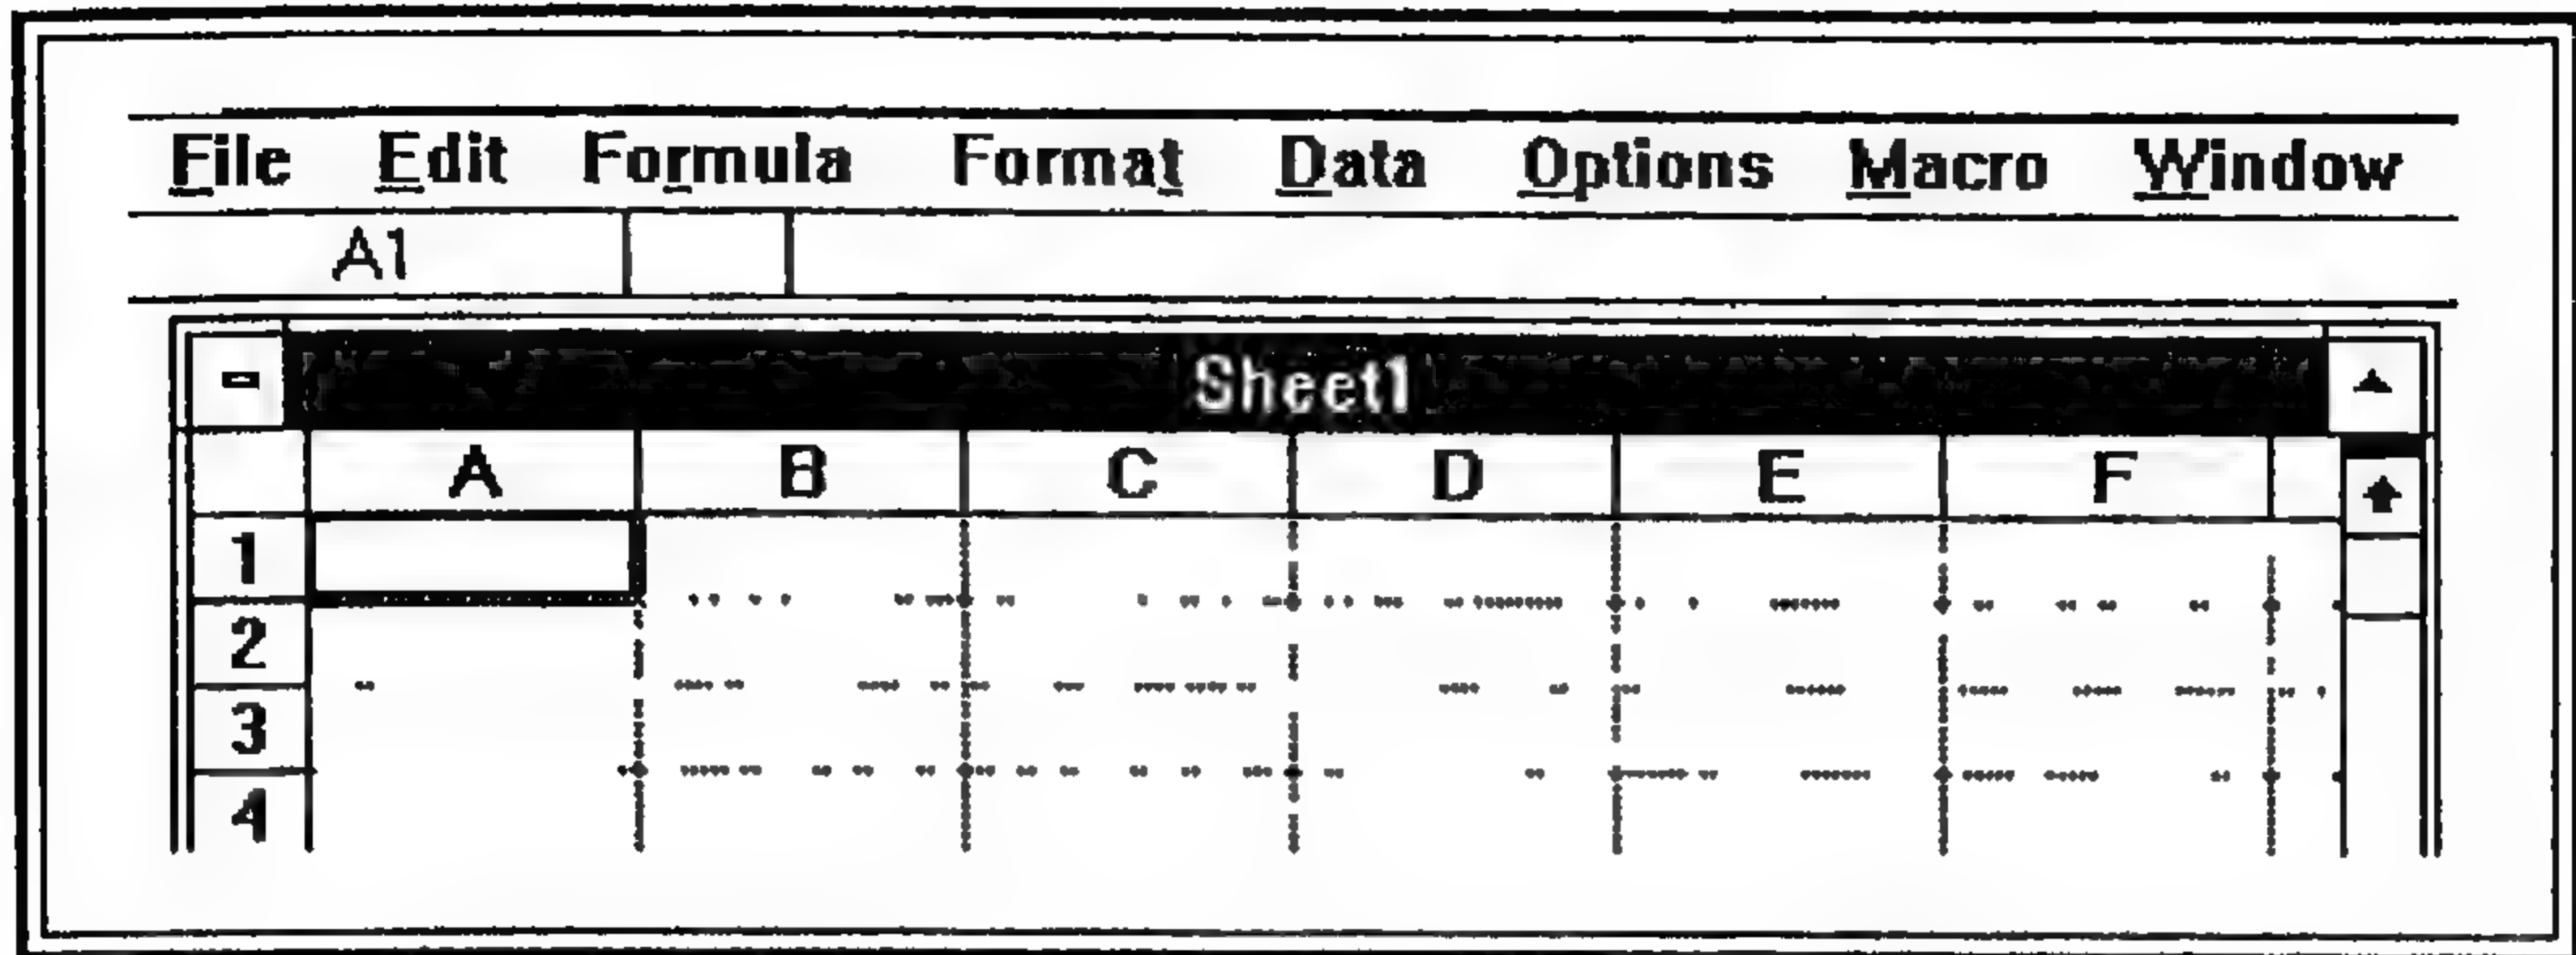 File Edit Formula Format Data Options Macro Window
A1
Sheet1
A B C D E F
1
2
3
4